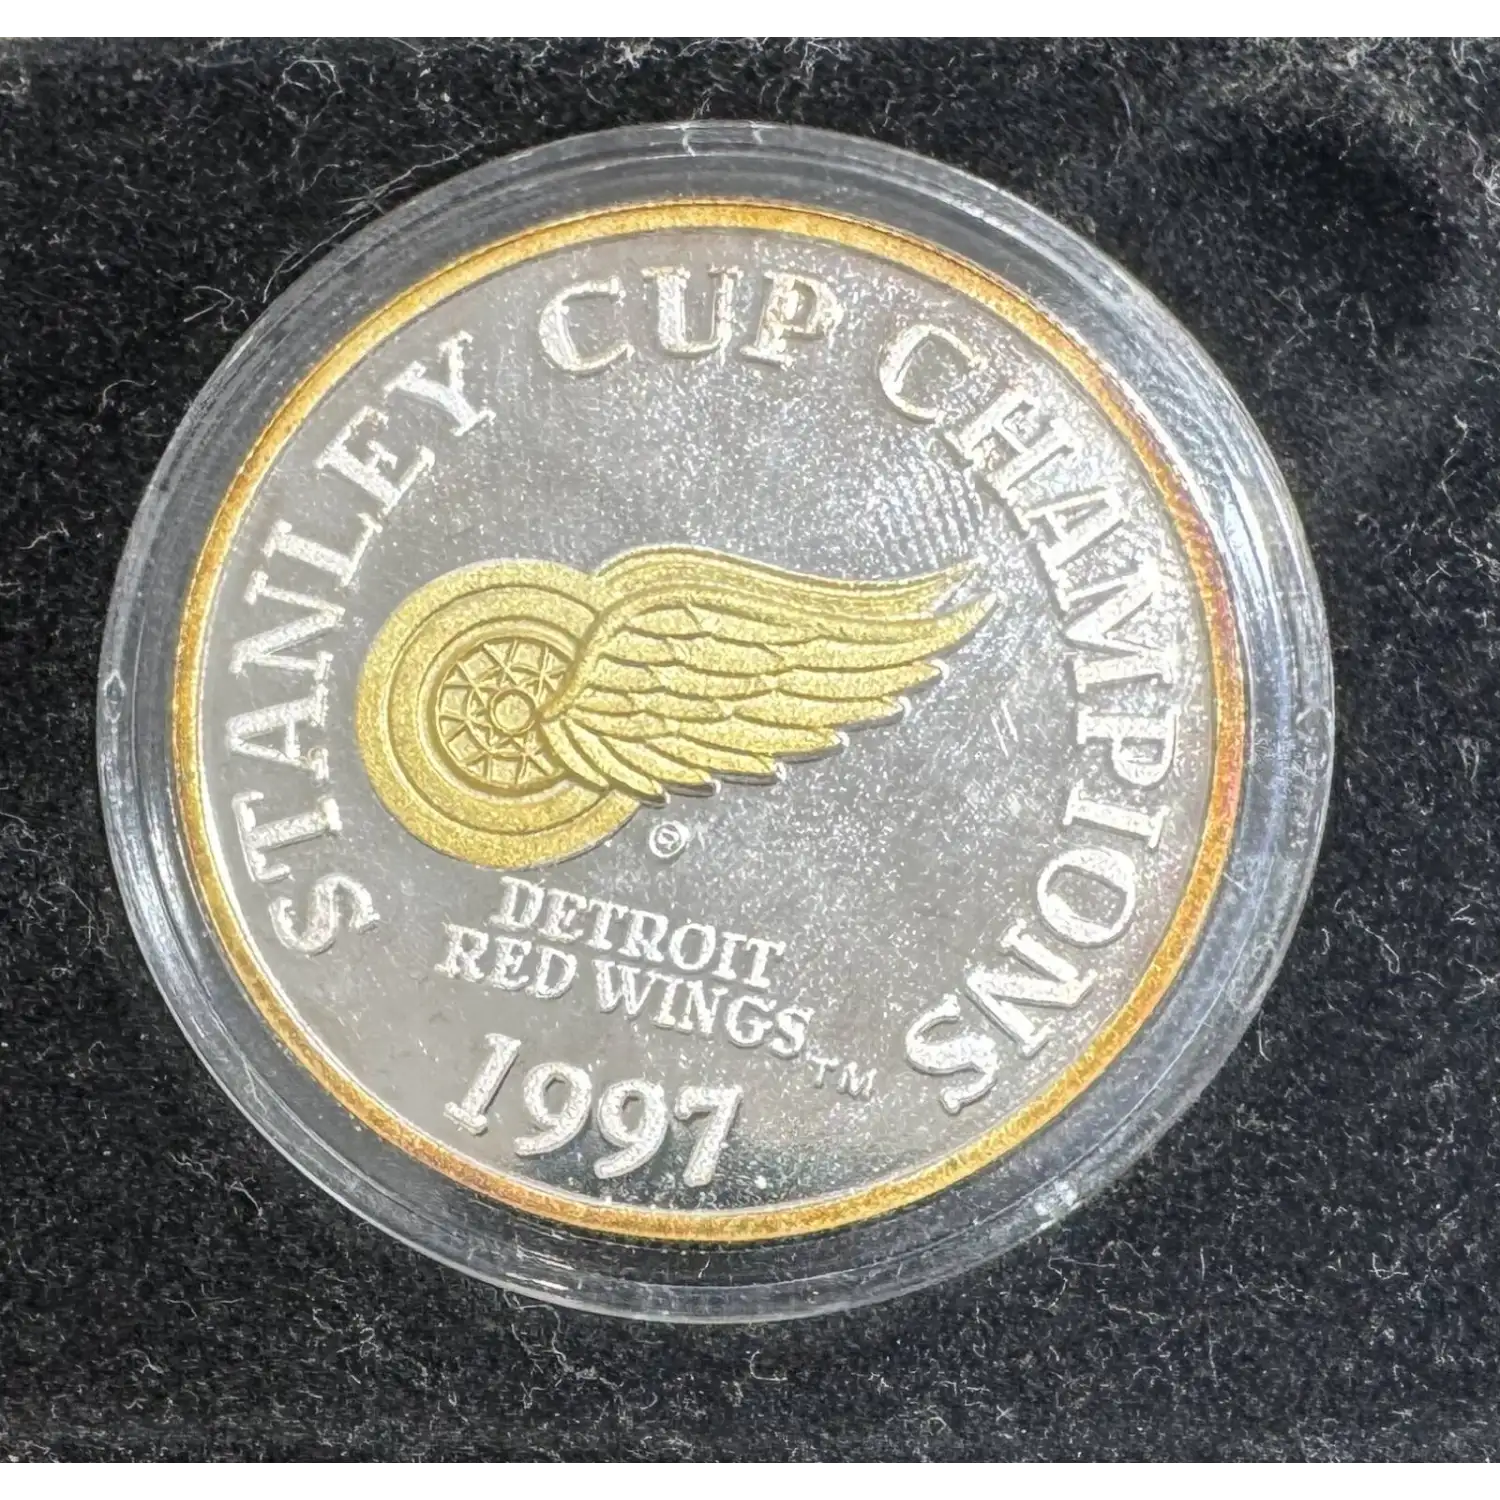 STANLEY CUP CHAMPIONS
DETROIT
RED WINGS™
1997